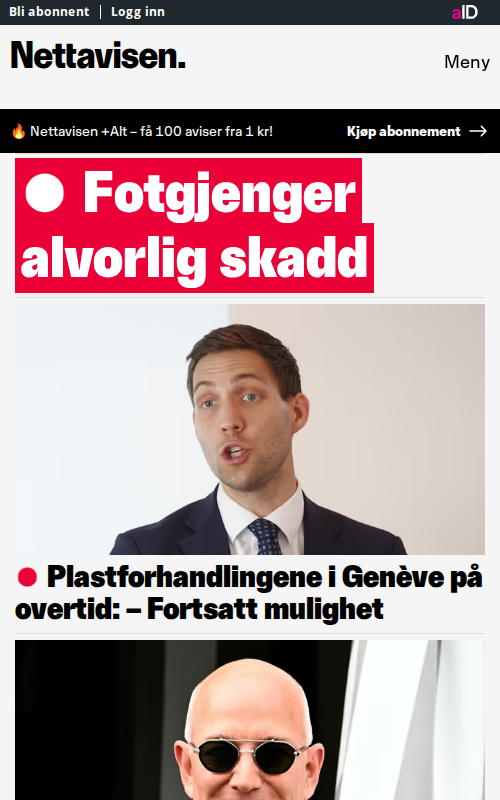 Bli abonnent
Logg inn
aID
Nettavisen.
Meny
🔥 Nettavisen +Alt – få 100 aviser fra 1 kr!
Kjøp abonnement →
Fotgjenger
alvorlig skadd
Plastforhandlingene i Genève på
overtid: – Fortsatt mulighet